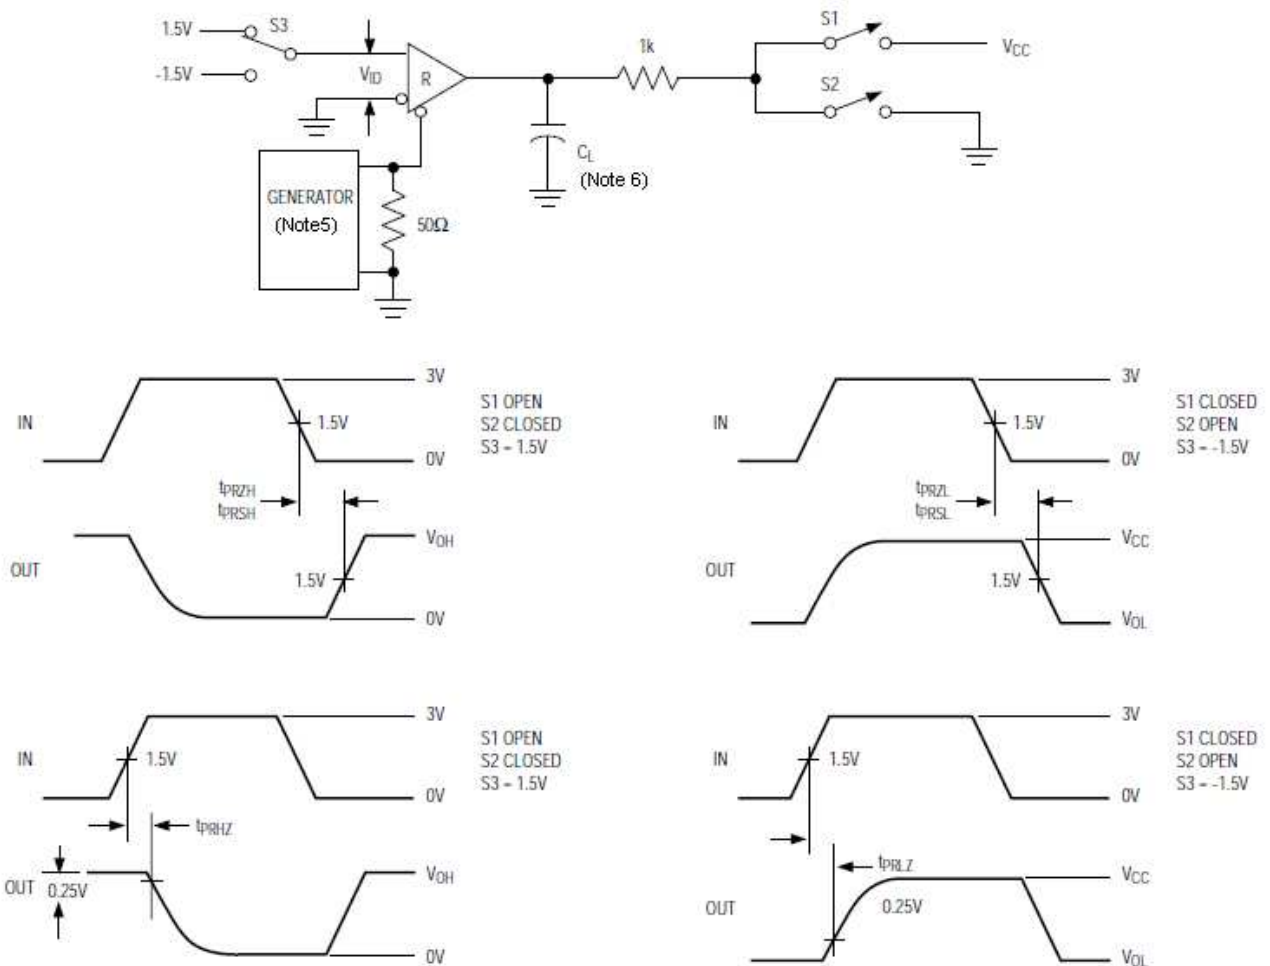 1.5V
S3
-1.5V
VID
R
1k
S1
VCC
S2
CL
(Note 6)
GENERATOR
(Note5)
50Ω
IN
3V
1.5V
0V
S1 OPEN
S2 CLOSED
S3 = 1.5V
tPRZH
tPRSH
OUT
VOH
1.5V
0V
IN
3V
1.5V
0V
S1 CLOSED
S2 OPEN
S3 = -1.5V
tPRZL
tPRSL
OUT
VCC
1.5V
VOL
IN
3V
1.5V
0V
S1 OPEN
S2 CLOSED
S3 = 1.5V
tPRHZ
OUT
0.25V
VOH
0V
IN
3V
1.5V
0V
S1 CLOSED
S2 OPEN
S3 = -1.5V
tPRLZ
OUT
VCC
0.25V
VOL